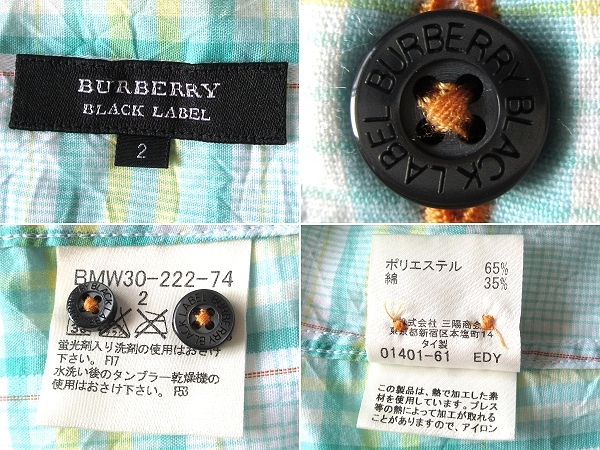 BURBERRY
BLACK LABEL
2
BURBERRY BLACK LABEL
BMW30-222-74
2
蛍光剤入り洗剤の使用はおさけ
下さい。F17
水洗い後のタンブラー乾燥機の
使用はおさけ下さい。F53
ポリエステル 65%
綿 35%
株式会社 三陽商会
東京都新宿区本塩町14
タイ製
01401-61 EDY
この製品は、熱で加工した素
材を使用しています。プレス
等の熱によって加工が取れる
ことがありますので、アイロン